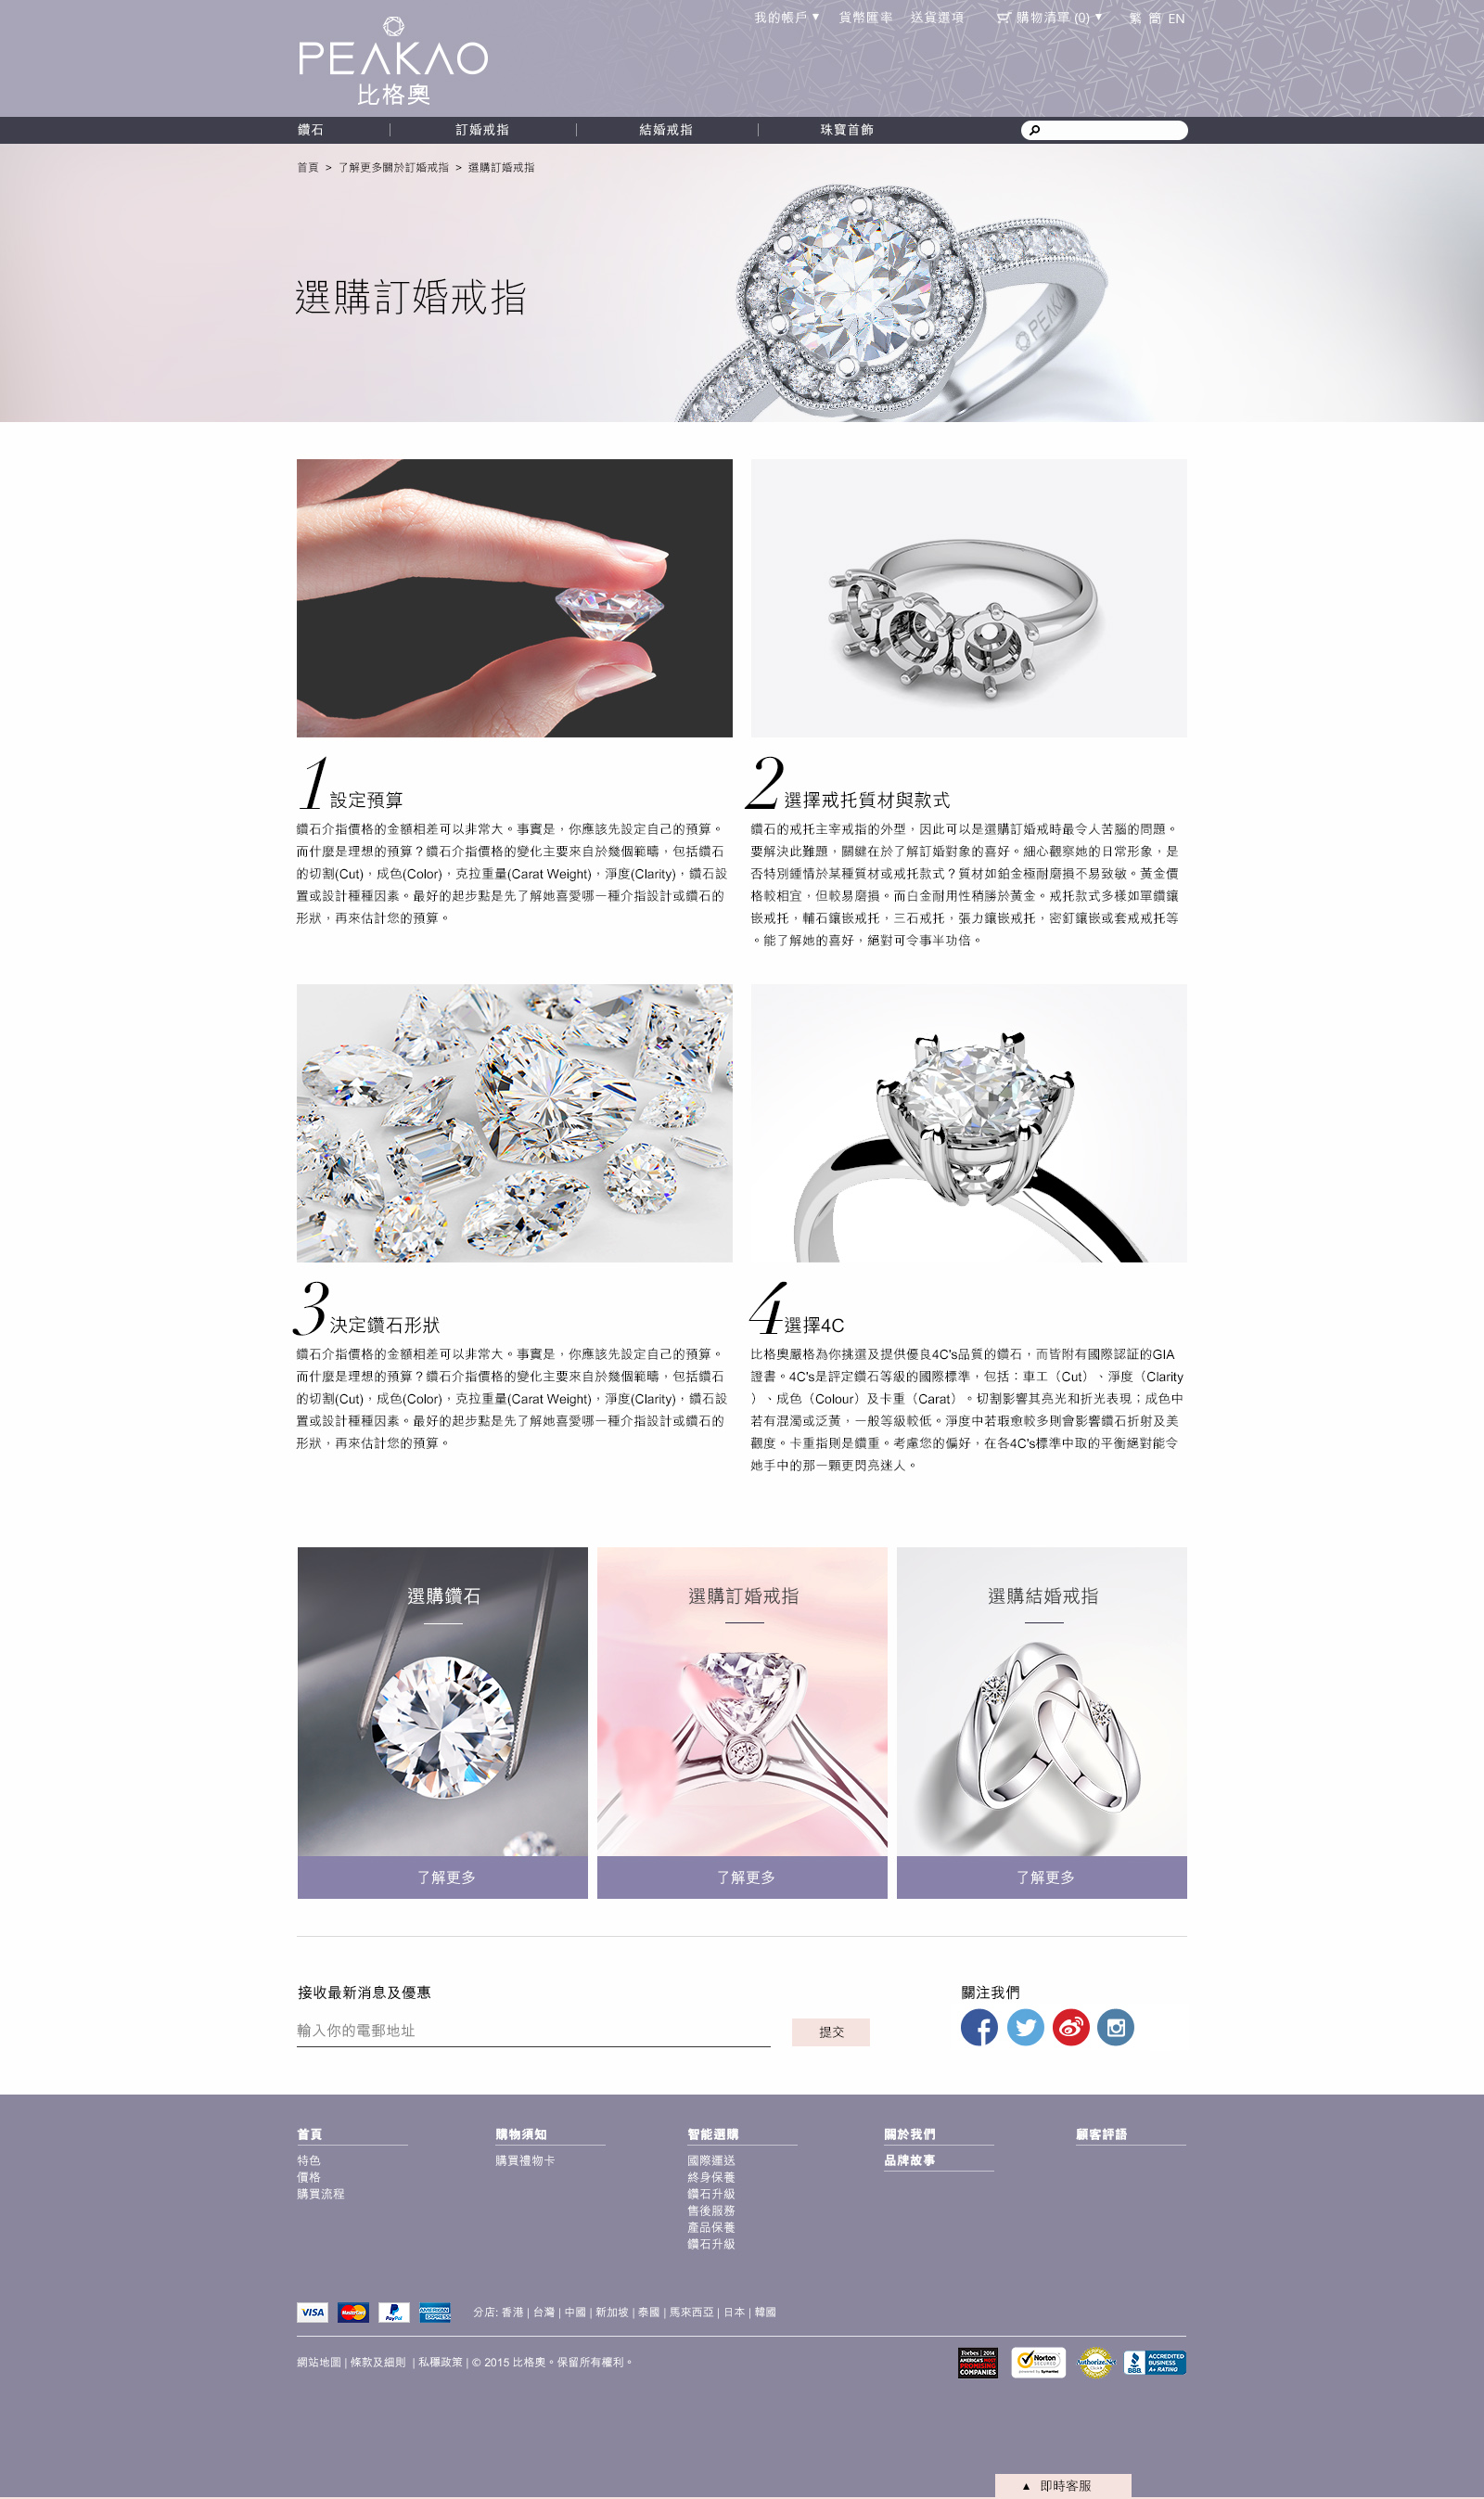 我的帳戶 ▼ 貨幣匯率 送貨選項 購物清單 (0) ▼ 繁 簡 EN
PEAKAO
比格奧
鑽石 | 訂婚戒指 | 結婚戒指 | 珠寶首飾
首頁 > 了解更多關於訂婚戒指 > 選購訂婚戒指
選購訂婚戒指
PEAKAO
1 設定預算
鑽石介指價格的金額相差可以非常大。事實是，你應該先設定自己的預算。
而什麼是理想的預算？鑽石介指價格的變化主要來自於幾個範疇，包括鑽石
的切割(Cut)，成色(Color)，克拉重量(Carat Weight)，淨度(Clarity)，鑽石設
置或設計種種因素。最好的起步點是先了解她喜愛哪一種介指設計或鑽石的
形狀，再來估計您的預算。
2 選擇戒托質材與款式
鑽石的戒托主宰戒指的外型，因此可以是選購訂婚戒時最令人苦腦的問題。
要解決此難題，關鍵在於了解訂婚對象的喜好。細心觀察她的日常形象，是
否特別鍾情於某種質材或戒托款式？質材如鉑金極耐磨損不易致敏。黃金價
格較相宜，但較易磨損。而白金耐用性稍勝於黃金。戒托款式多樣如單鑽鑲
嵌戒托，輔石鑲嵌戒托，三石戒托，張力鑲嵌戒托，密釘鑲嵌或套戒戒托等
。能了解她的喜好，絕對可令事半功倍。
3 決定鑽石形狀
鑽石介指價格的金額相差可以非常大。事實是，你應該先設定自己的預算。
而什麼是理想的預算？鑽石介指價格的變化主要來自於幾個範疇，包括鑽石
的切割(Cut)，成色(Color)，克拉重量(Carat Weight)，淨度(Clarity)，鑽石設
置或設計種種因素。最好的起步點是先了解她喜愛哪一種介指設計或鑽石的
形狀，再來估計您的預算。
4 選擇4C
比格奧嚴格為你挑選及提供優良4C's品質的鑽石，而皆附有國際認証的GIA
證書。4C's是評定鑽石等級的國際標準，包括：車工（Cut）、淨度（Clarity
）、成色（Colour）及卡重（Carat）。切割影響其亮光和折光表現；成色中
若有混濁或泛黃，一般等級較低。淨度中若瑕愈較多則會影響鑽石折射及美
觀度。卡重指則是鑽重。考慮您的偏好，在各4C's標準中取的平衡絕對能令
她手中的那一顆更閃亮迷人。
選購鑽石
了解更多
選購訂婚戒指
了解更多
選購結婚戒指
了解更多
接收最新消息及優惠
輸入你的電郵地址
提交
關注我們
首頁
特色
價格
購買流程
購物須知
購買禮物卡
智能選購
國際運送
終身保養
鑽石升級
售後服務
產品保養
鑽石升級
關於我們
品牌故事
顧客評語
VISA MasterCard PayPal AMERICAN EXPRESS
分店: 香港 | 台灣 | 中國 | 新加坡 | 泰國 | 馬來西亞 | 日本 | 韓國
網站地圖 | 條款及細則 | 私穩政策 | © 2015 比格奧。保留所有權利。
Forbes 2014
AMERICA'S MOST
PROMISING
COMPANIES
Norton
SECURED
powered by Symantec
Authorize.Net
BBB
ACCREDITED
BUSINESS
A+ RATING
▲ 即時客服